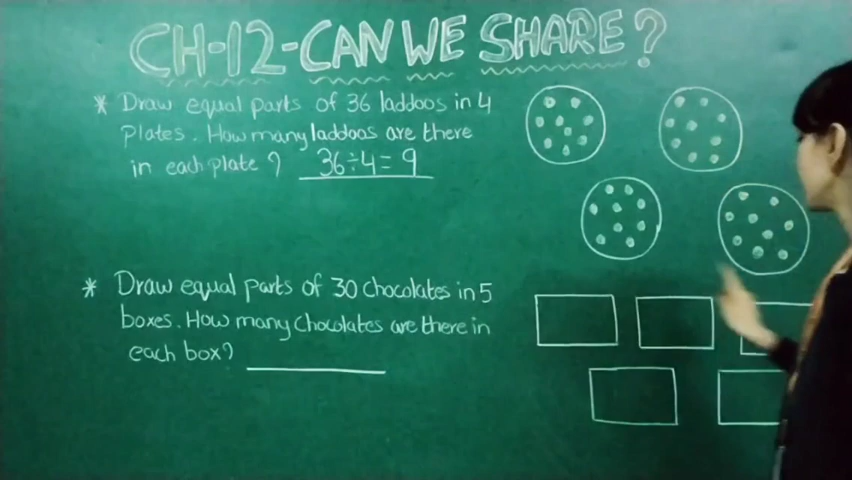 CH-12-CAN WE SHARE?
* Draw equal parts of 36 laddoos in 4
Plates. How many laddoos are there
in each plate? 36÷4=9
* Draw equal parts of 30 chocolates in 5
boxes. How many chocolates are there in
each box?